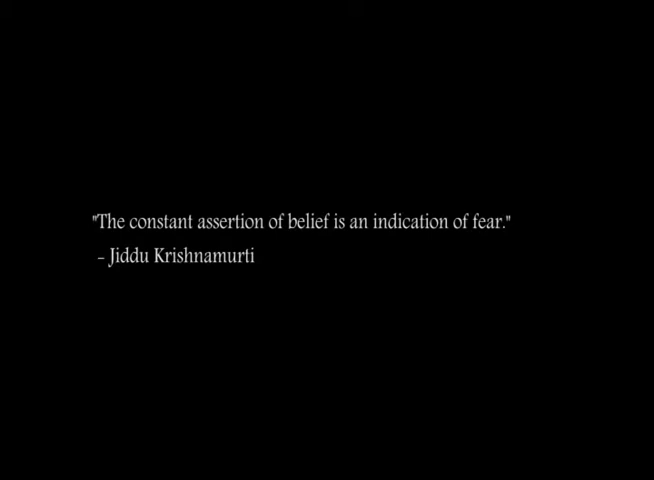 "The constant assertion of belief is an indication of fear."
- Jiddu Krishnamurti